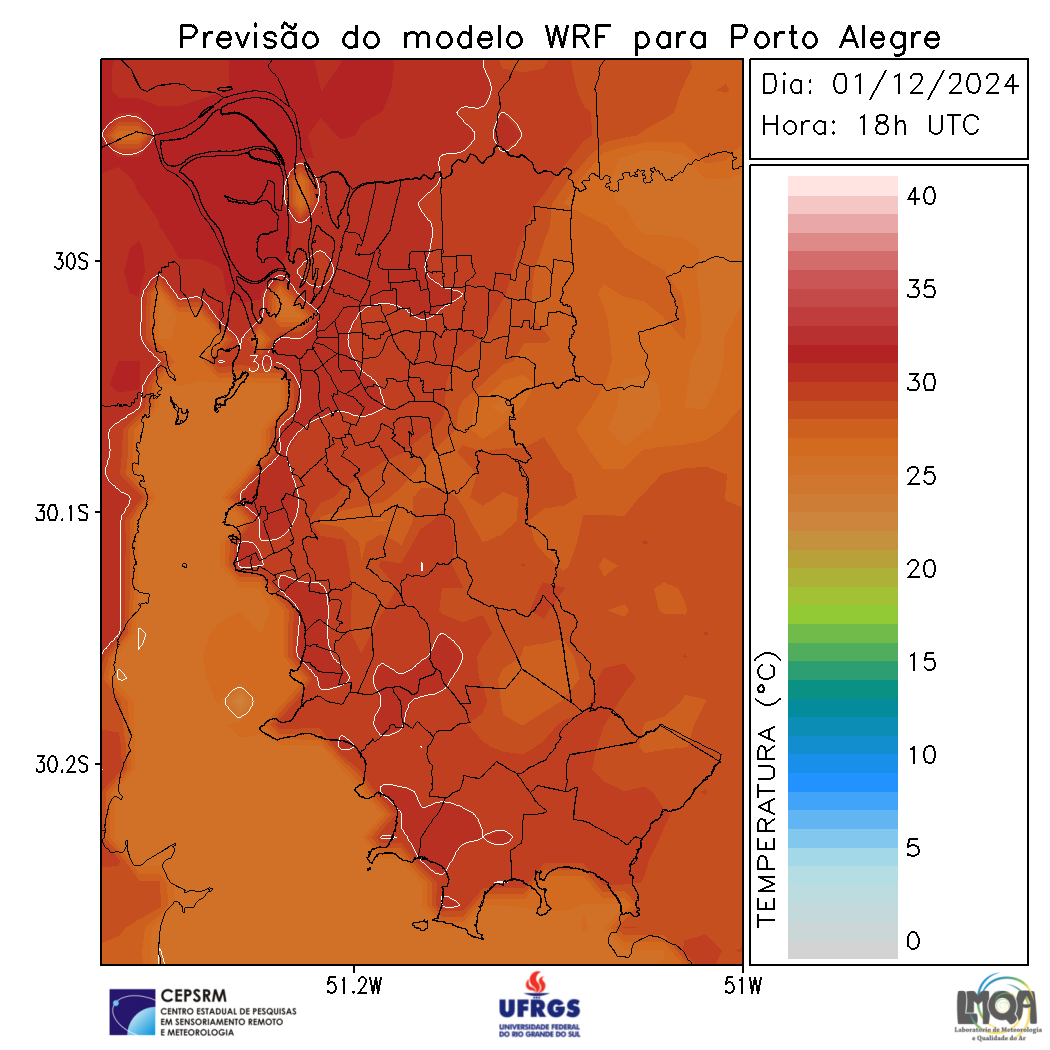 Previsão do modelo WRF para Porto Alegre
Dia: 01/12/2024
Hora: 18h UTC
40
35
30
25
20
15
10
5
0
TEMPERATURA (°C)
30S
30.1S
30.2S
30
51.2W
51W
CEPSRM
CENTRO ESTADUAL DE PESQUISAS
EM SENSORIAMENTO REMOTO
E METEOROLOGIA
UFRGS
UNIVERSIDADE FEDERAL
DO RIO GRANDE DO SUL
LMQA
Laboratório de Meteorologia
e Qualidade do Ar